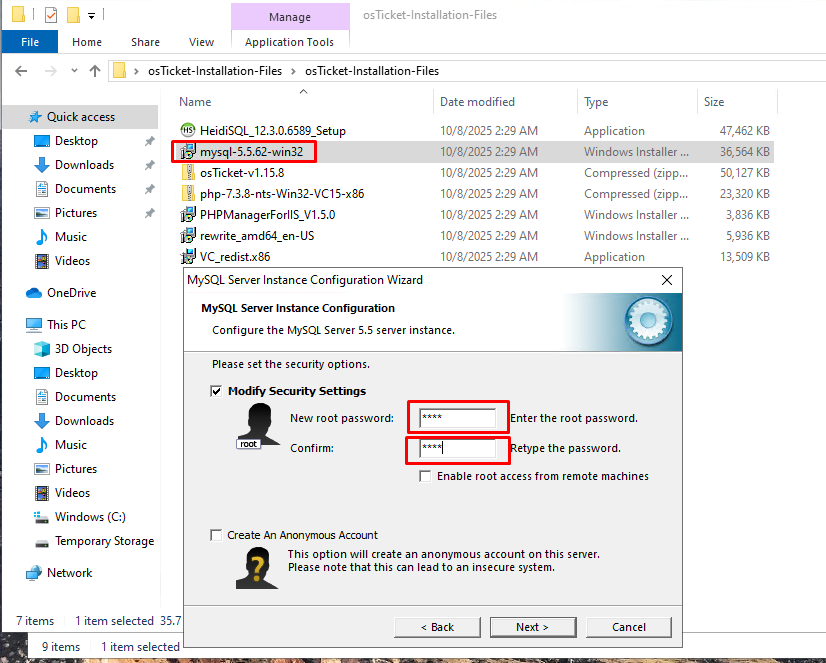 Manage
osTicket-Installation-Files
File
Home
Share
View
Application Tools
osTicket-Installation-Files
osTicket-Installation-Files
Name
Date modified
Type
Size
Quick access
Desktop
Downloads
Documents
Pictures
Music
Videos
OneDrive
This PC
3D Objects
Desktop
Documents
Downloads
Music
Pictures
Videos
Windows (C:)
Temporary Storage
Network
HS HeidiSQL_12.3.0.6589_Setup 10/8/2025 2:29 AM Application 47,462 KB
mysql-5.5.62-win32 10/8/2025 2:29 AM Windows Installer ... 36,564 KB
osTicket-v1.15.8 10/8/2025 2:29 AM Compressed (zipp... 50,127 KB
php-7.3.8-nts-Win32-VC15-x86 10/8/2025 2:29 AM Compressed (zipp... 23,320 KB
PHPManagerForIIS_V1.5.0 10/8/2025 2:29 AM Windows Installer ... 3,836 KB
rewrite_amd64_en-US 10/8/2025 2:29 AM Windows Installer ... 5,936 KB
VC_redist.x86 10/8/2025 2:29 AM Application 13,509 KB
MySQL Server Instance Configuration Wizard
MySQL Server Instance Configuration
Configure the MySQL Server 5.5 server instance.
Please set the security options.
Modify Security Settings
root
New root password: **** Enter the root password.
Confirm: **** Retype the password.
Enable root access from remote machines
Create An Anonymous Account
?
This option will create an anonymous account on this server.
Please note that this can lead to an insecure system.
< Back
Next >
Cancel
7 items 1 item selected 35.7
9 items 1 item selected